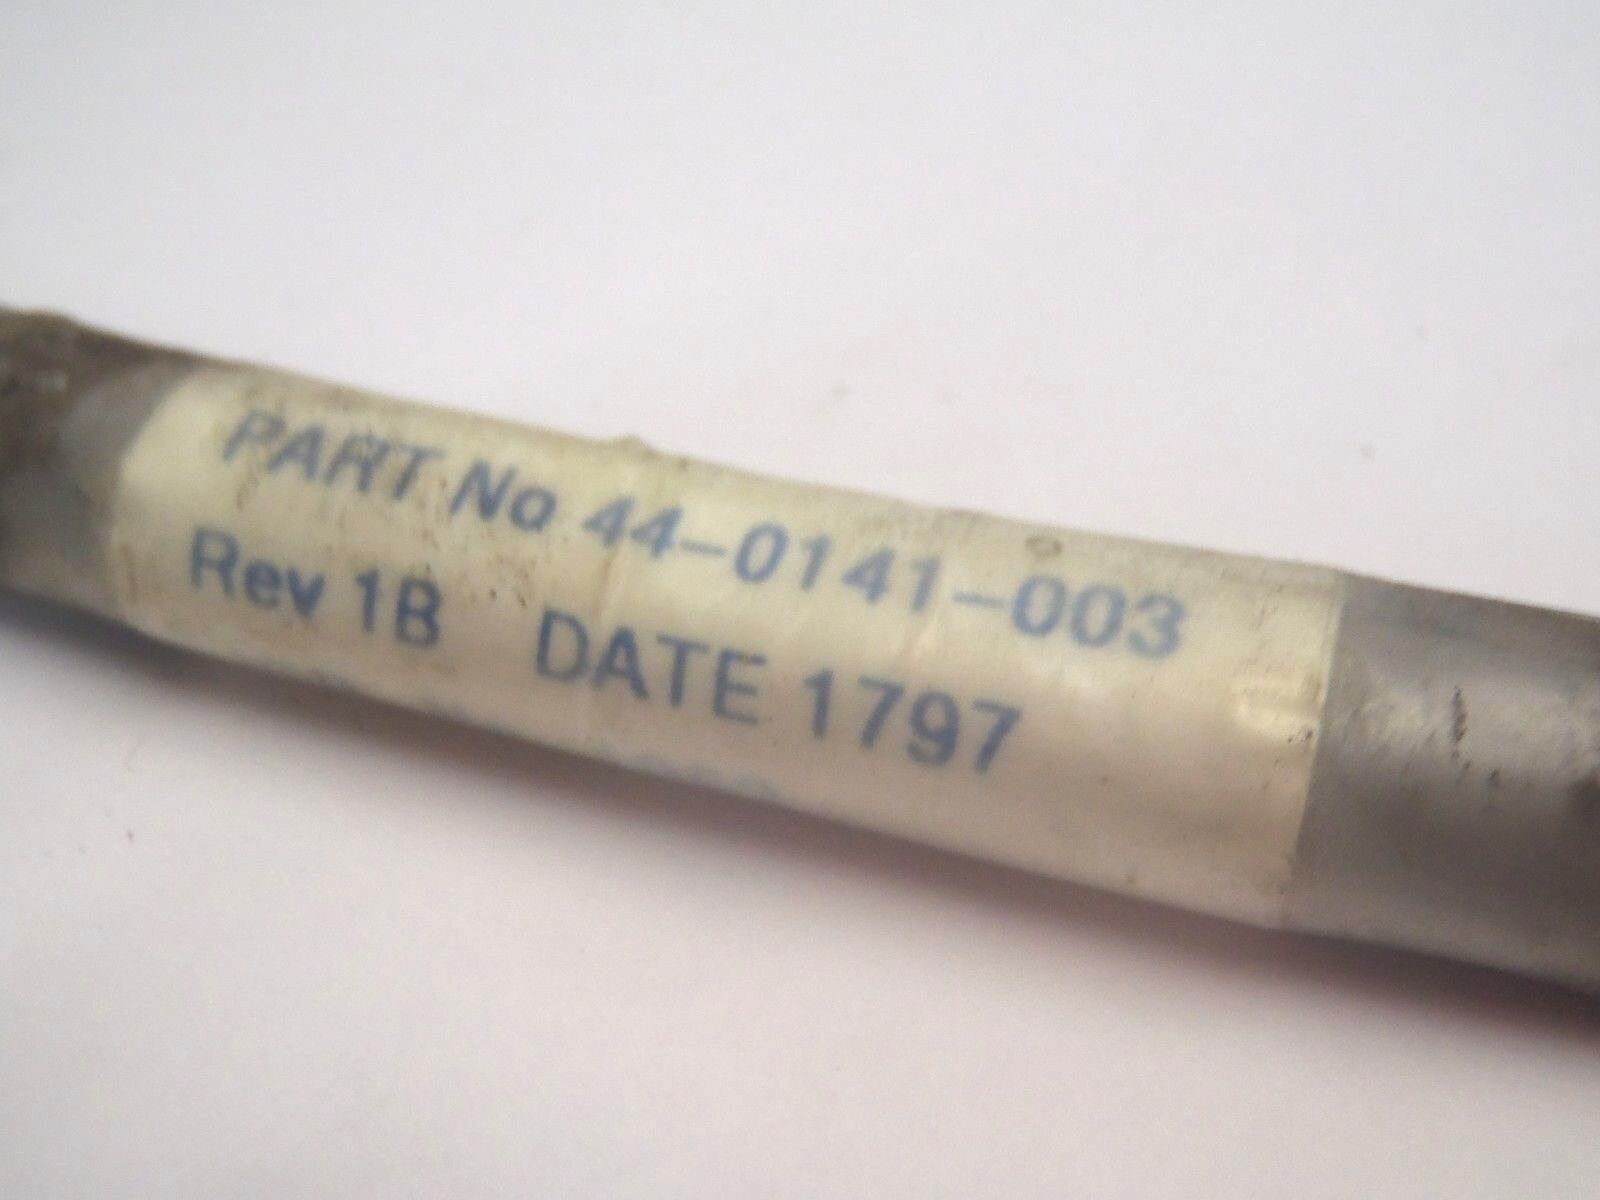 PART No 44-0141-003
Rev 1B DATE 1797